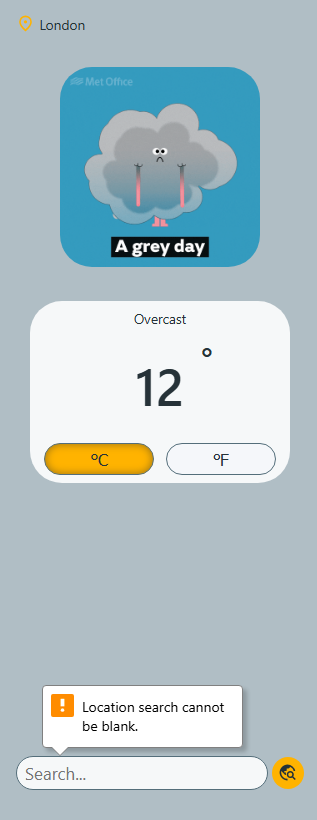 London
Met Office
A grey day
Overcast
12°
°C
°F
Location search cannot
be blank.
Search...